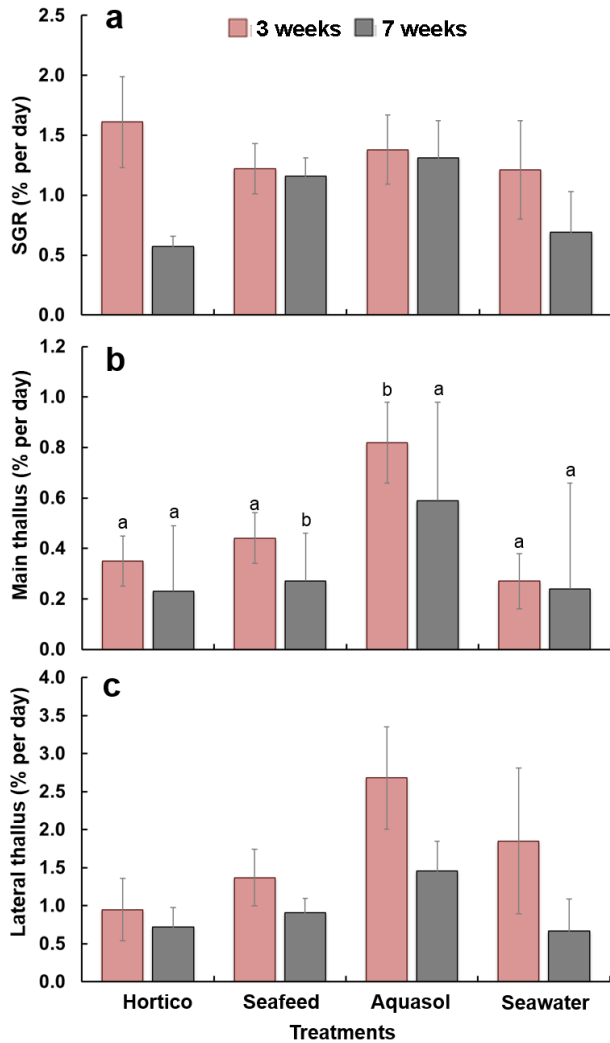 a
3 weeks 7 weeks
SGR (% per day)
2.5
2.0
1.5
1.0
0.5
0.0
b
Main thallus (% per day)
1.2
1.0
0.8
0.6
0.4
0.2
0.0
a a a b b a a a
c
Lateral thallus (% per day)
4.0
3.5
3.0
2.5
2.0
1.5
1.0
0.5
0.0
Hortico Seafeed Aquasol Seawater
Treatments